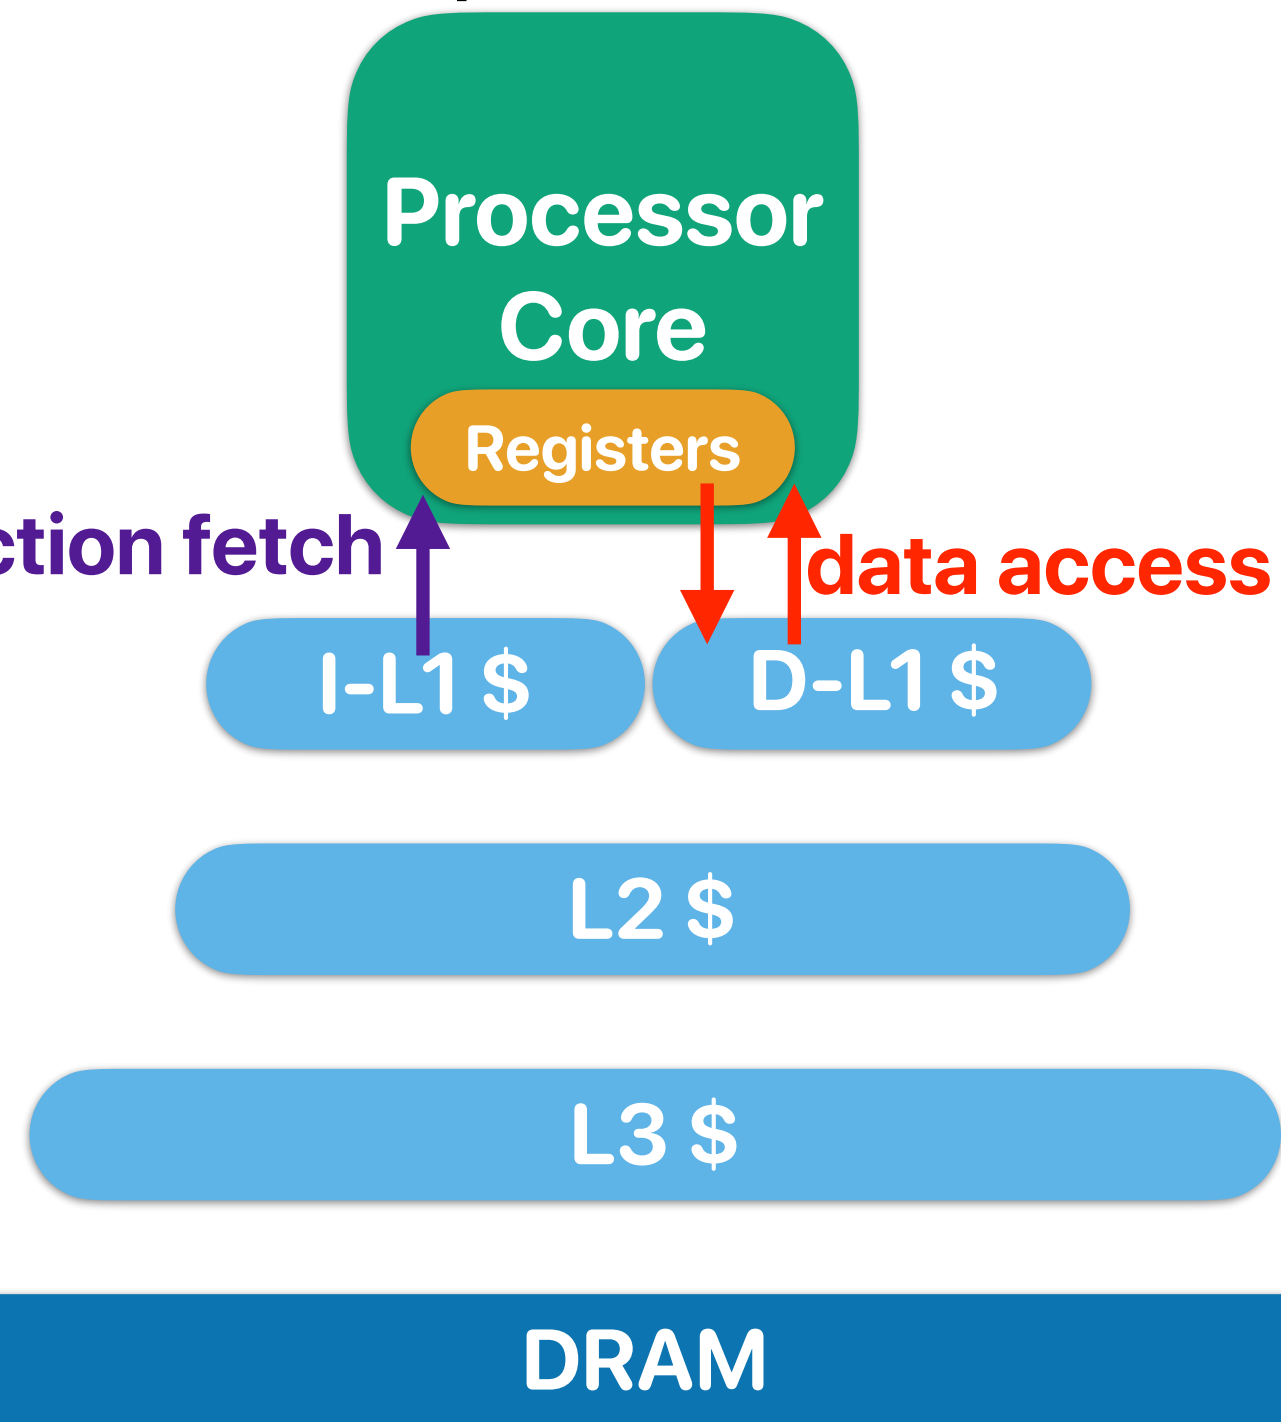 Processor
Core
Registers
ction fetch
data access
I-L1 $
D-L1 $
L2 $
L3 $
DRAM